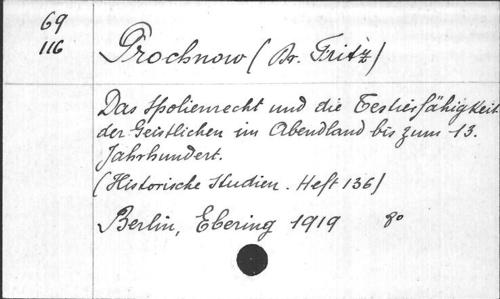 69
116
Prochnow (Dr. Fritz)
Das Spolienrecht und die Testierfähigkeit
der Geistlichen im Abendland bis zum 13.
Jahrhundert.
(Historische Studien. Heft 136)
Berlin, Ebering 1919 8°